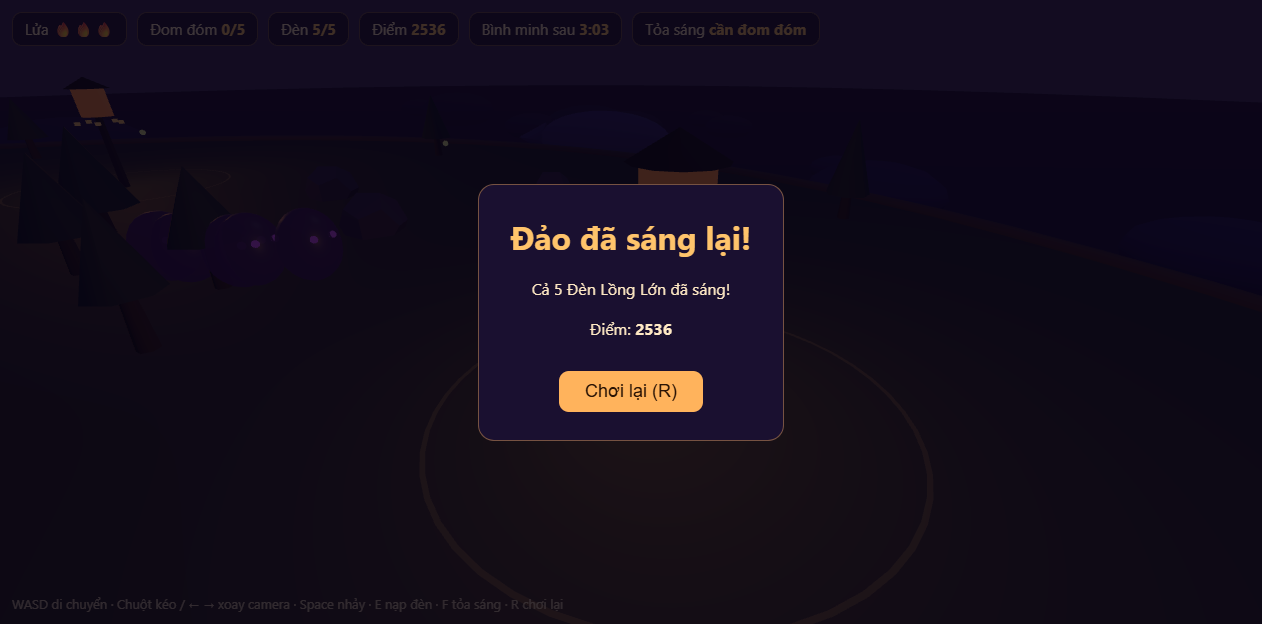 Lửa 🔥🔥🔥 Đom đóm 0/5 Đèn 5/5 Điểm 2536 Bình minh sau 3:03 Tỏa sáng cần đom đóm
Đảo đã sáng lại!
Cả 5 Đèn Lồng Lớn đã sáng!
Điểm: 2536
Chơi lại (R)
WASD di chuyển · Chuột kéo / ← → xoay camera · Space nhảy · E nạp đèn · F tỏa sáng · R chơi lại